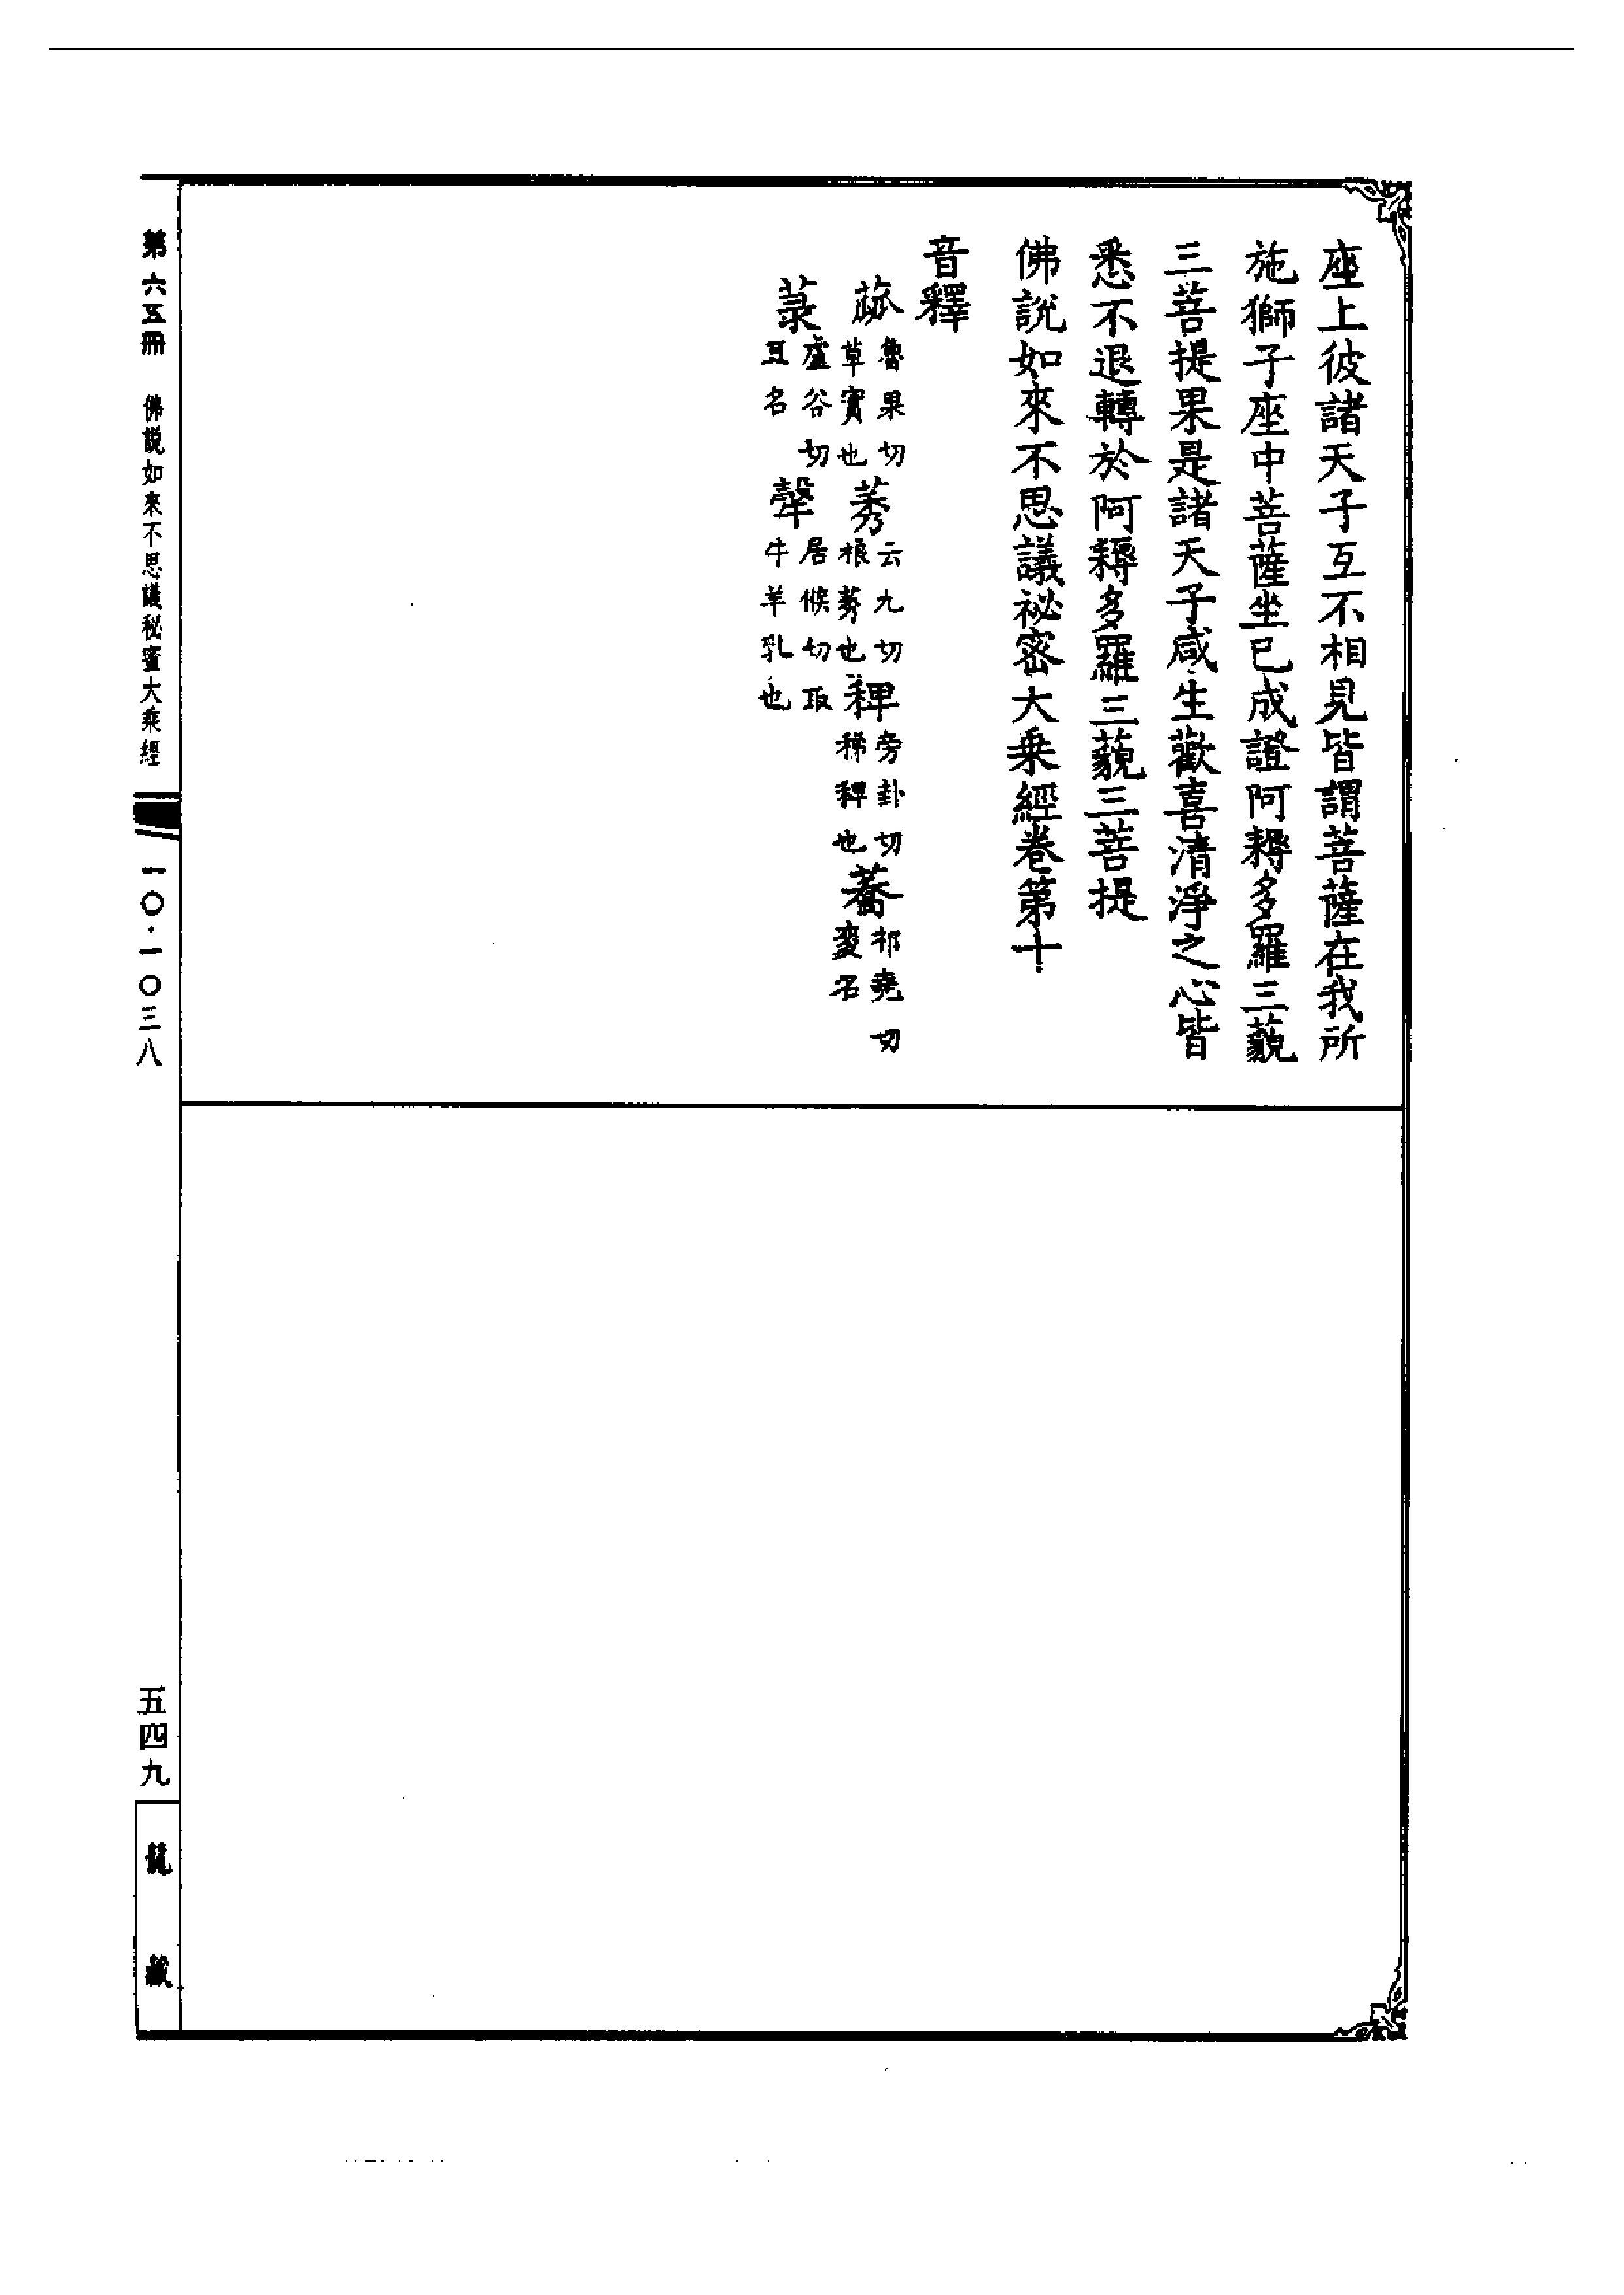 座上彼諸天子互不相見皆謂菩薩在我所
施獅子座中菩薩坐已成證阿耨多羅三藐
三菩提果是諸天子咸生歡喜清淨之心皆
悉不退轉於阿耨多羅三藐三菩提
佛說如來不思議祕密大乗經卷第十
音釋
蓏魯果切草實也莠云九切稂莠也稗旁卦切稊稗也蕎祁堯切麥名
菉盧谷切豆名㝅居候切取牛羊乳也
第六五冊 佛說如來不思議秘蜜大乘經 一〇·一〇三八 五四九 龍藏